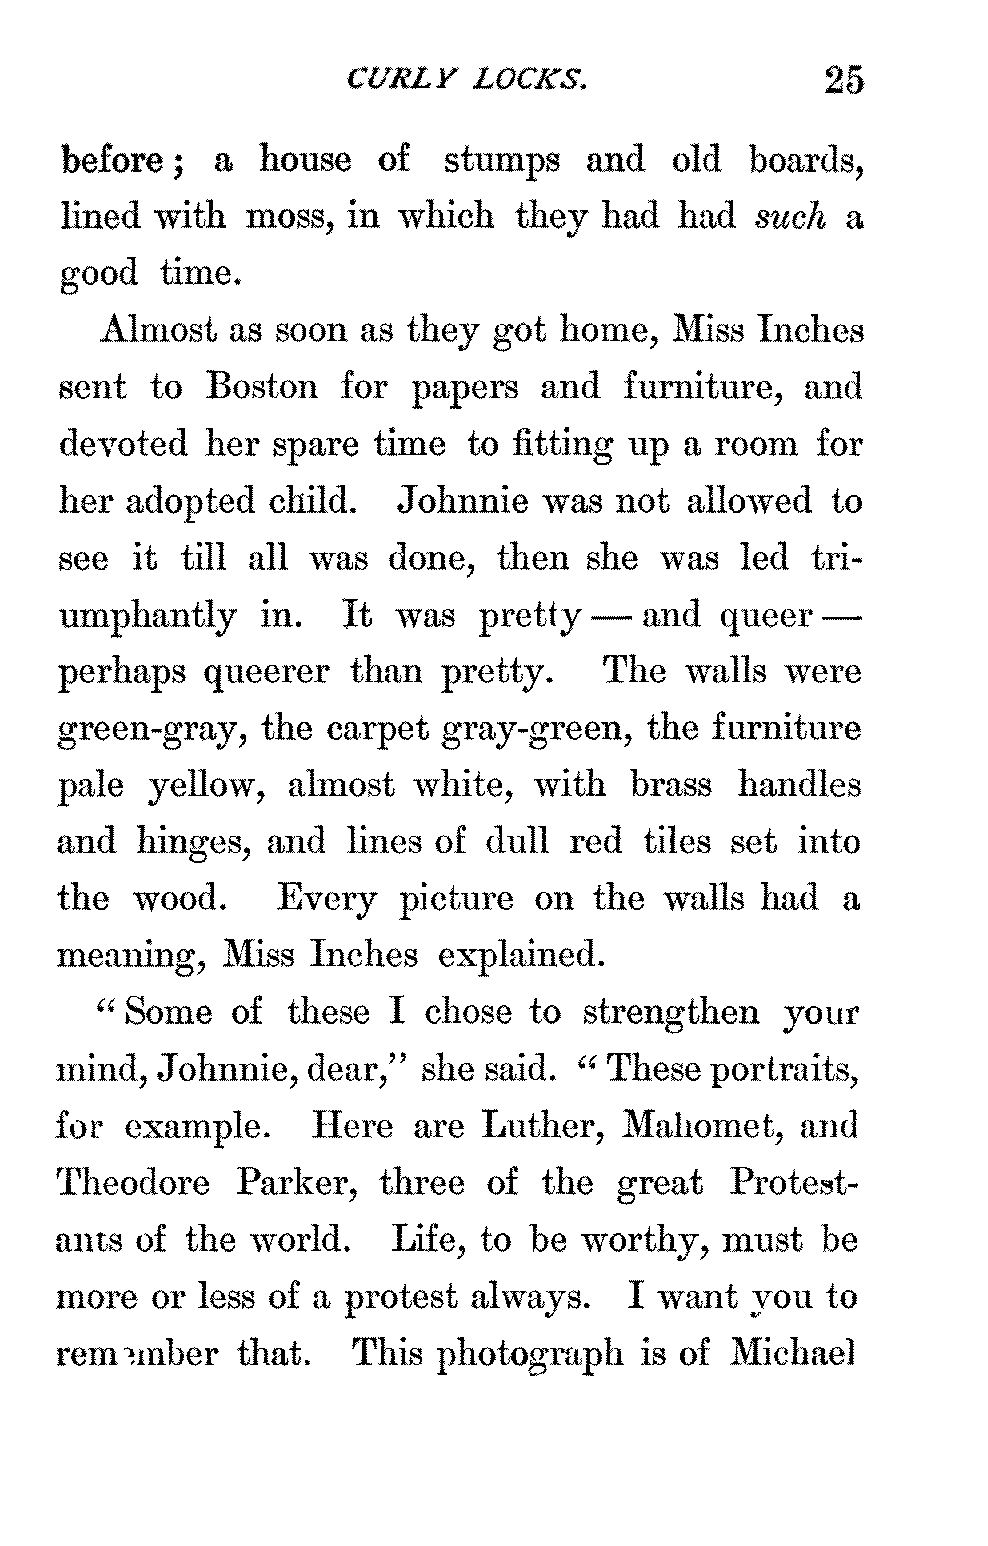 CURLY LOCKS. 25
before; a house of stumps and old boards,
lined with moss, in which they had had such a
good time.
Almost as soon as they got home, Miss Inches
sent to Boston for papers and furniture, and
devoted her spare time to fitting up a room for
her adopted child. Johnnie was not allowed to
see it till all was done, then she was led tri-
umphantly in. It was pretty — and queer —
perhaps queerer than pretty. The walls were
green-gray, the carpet gray-green, the furniture
pale yellow, almost white, with brass handles
and hinges, and lines of dull red tiles set into
the wood. Every picture on the walls had a
meaning, Miss Inches explained.
“Some of these I chose to strengthen your
mind, Johnnie, dear,” she said. “These portraits,
for example. Here are Luther, Mahomet, and
Theodore Parker, three of the great Protest-
ants of the world. Life, to be worthy, must be
more or less of a protest always. I want you to
remember that. This photograph is of Michael